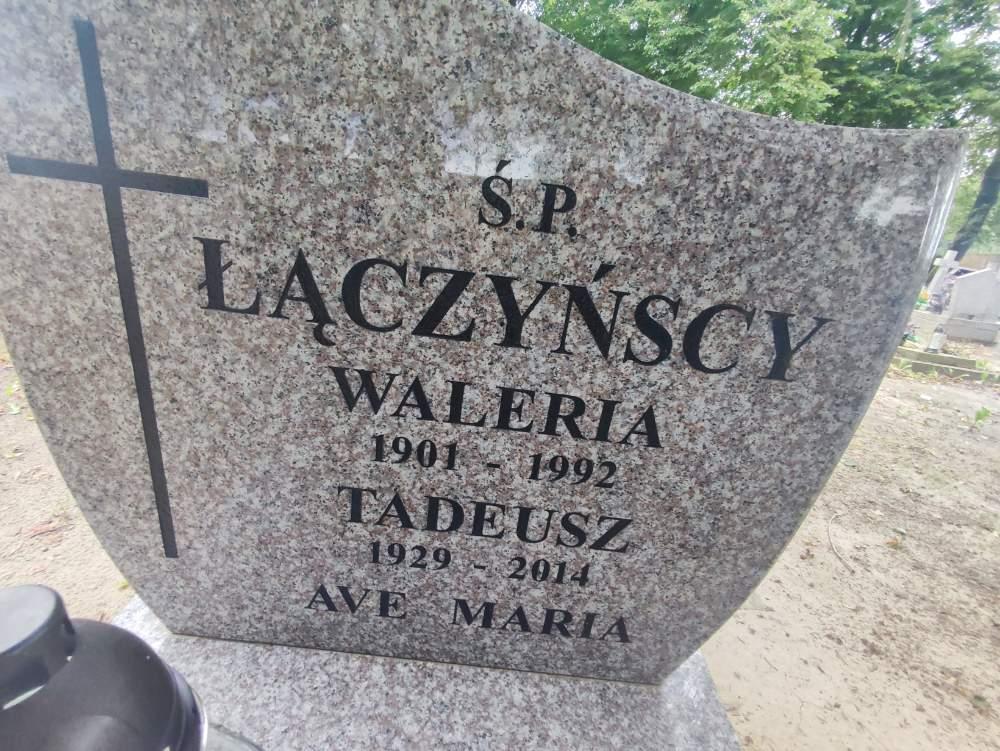 Ś.P.
ŁĄCZYŃSCY
WALERIA
1901 - 1992
TADEUSZ
1929 - 2014
AVE MARIA